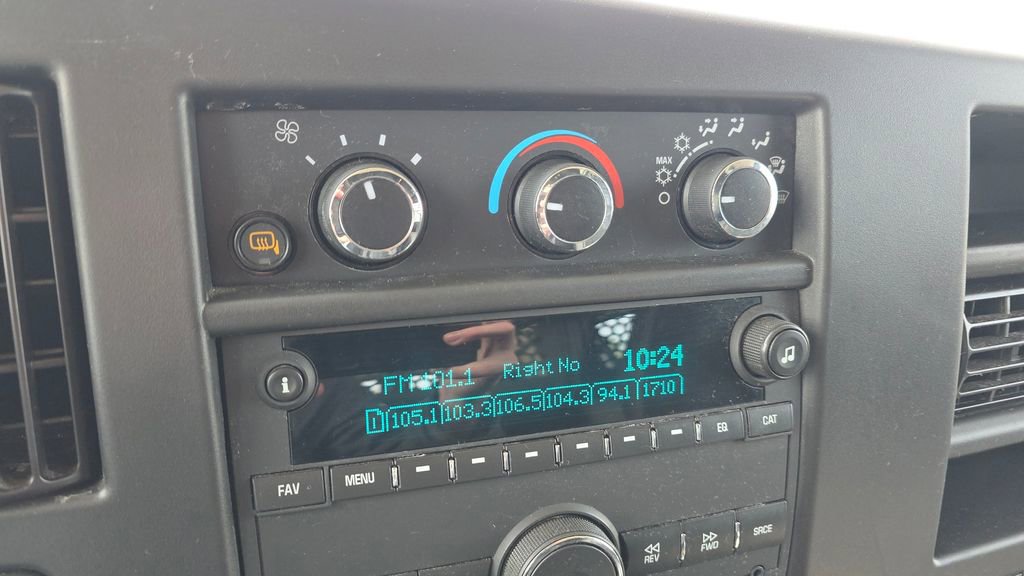 MAX
FM 101.1 Right No 10:24
1 105.1 103.3 106.5 104.3 94.1 1710
i
FAV MENU EQ CAT
REV FWD SRCE